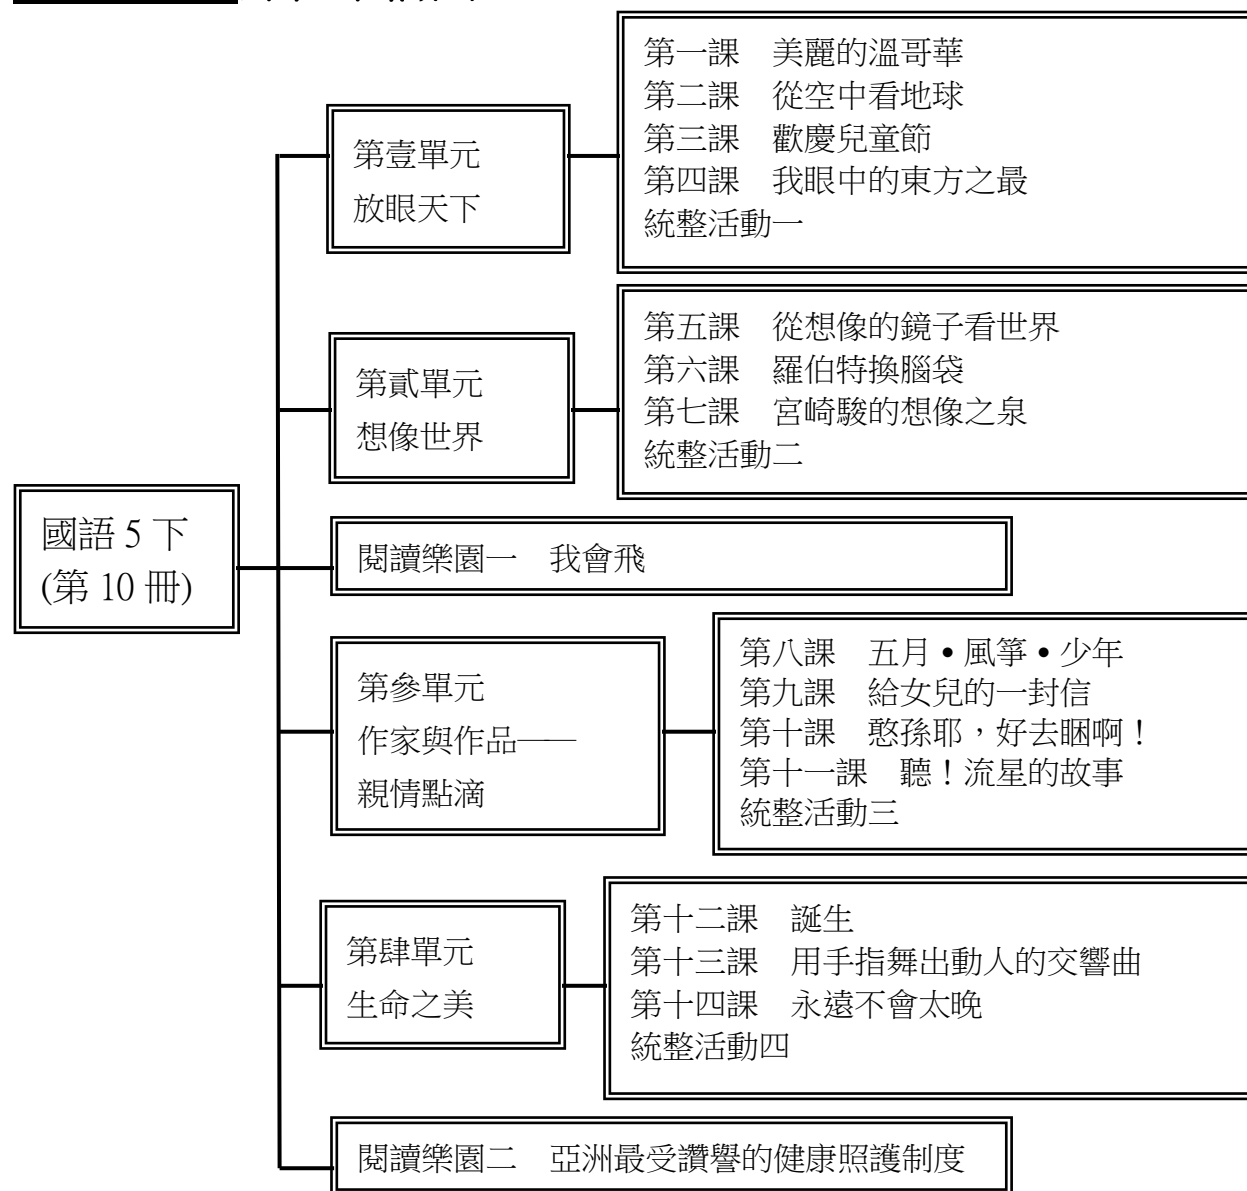 第一課　美麗的溫哥華
第二課　從空中看地球
第三課　歡慶兒童節
第四課　我眼中的東方之最
統整活動一
第壹單元
放眼天下
第五課　從想像的鏡子看世界
第六課　羅伯特換腦袋
第七課　宮崎駿的想像之泉
統整活動二
第貳單元
想像世界
國語 5 下
(第 10 冊)
閱讀樂園一　我會飛
第八課　五月•風箏•少年
第九課　給女兒的一封信
第十課　憨孫耶，好去睏啊！
第十一課　聽！流星的故事
統整活動三
第參單元
作家與作品——
親情點滴
第十二課　誕生
第十三課　用手指舞出動人的交響曲
第十四課　永遠不會太晚
統整活動四
第肆單元
生命之美
閱讀樂園二　亞洲最受讚譽的健康照護制度